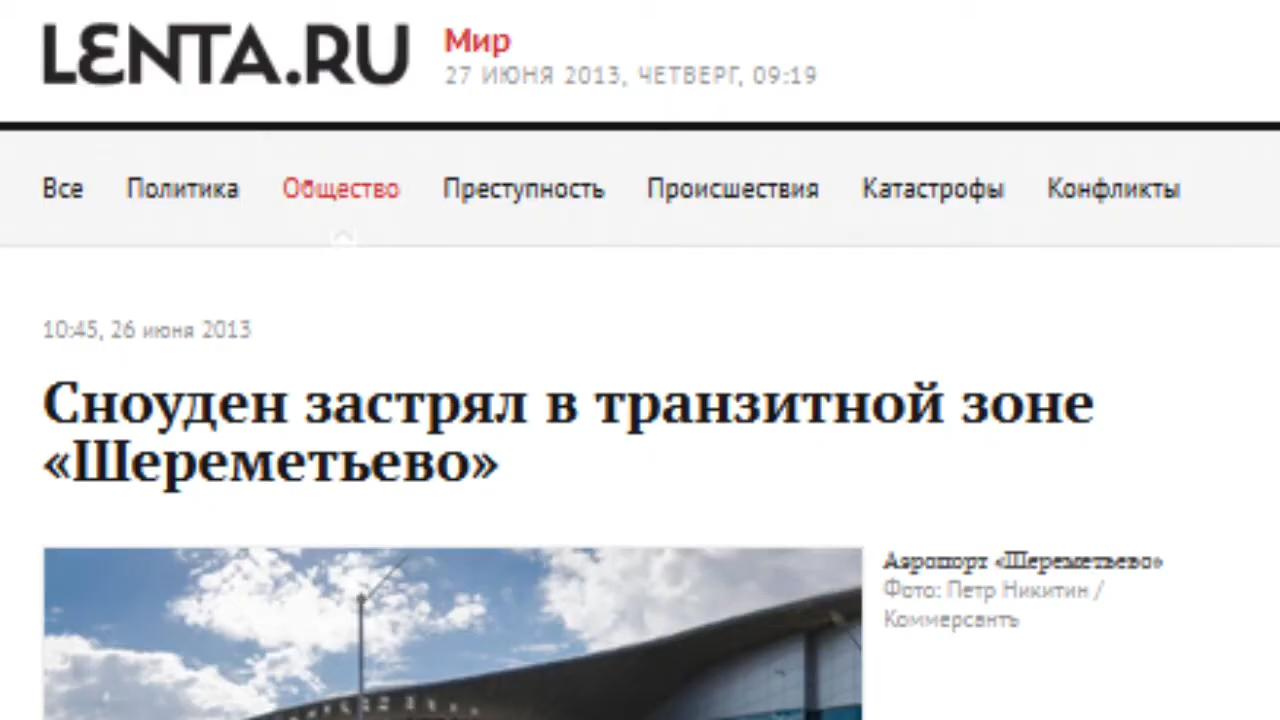 LENTA.RU
Мир
27 ИЮНЯ 2013, ЧЕТВЕРГ, 09:19
Все Политика Общество Преступность Происшествия Катастрофы Конфликты
10:45, 26 июня 2013
Сноуден застрял в транзитной зоне
«Шереметьево»
Аэропорт «Шереметьево»
Фото: Петр Никитин /
Коммерсантъ